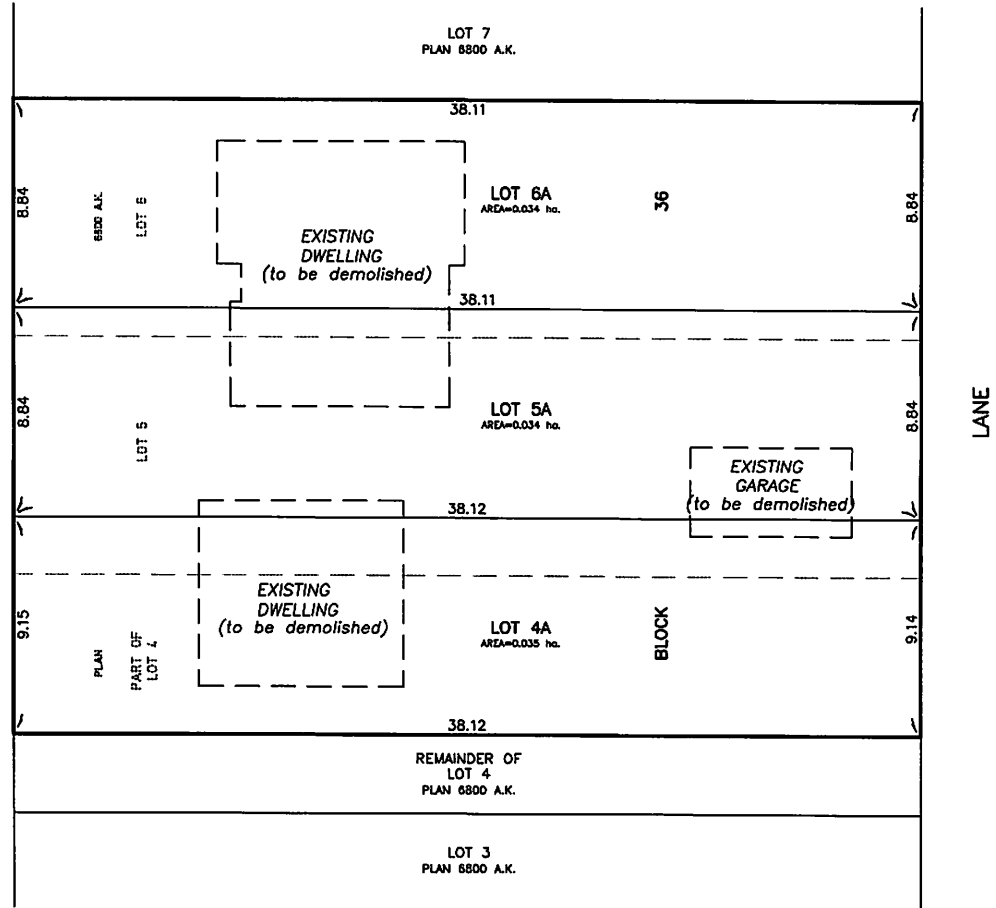 LOT 7
PLAN 6800 A.K.
38.11
8.84
6800 A.K.
LOT 6
EXISTING
DWELLING
(to be demolished)
LOT 6A
AREA=0.034 ha.
36
8.84
38.11
8.84
LOT 5
LOT 5A
AREA=0.034 ha.
8.84
LANE
EXISTING
GARAGE
(to be demolished)
38.12
9.15
PLAN
PART OF
LOT 4
EXISTING
DWELLING
(to be demolished)
LOT 4A
AREA=0.035 ha.
BLOCK
9.14
38.12
REMAINDER OF
LOT 4
PLAN 6800 A.K.
LOT 3
PLAN 6800 A.K.